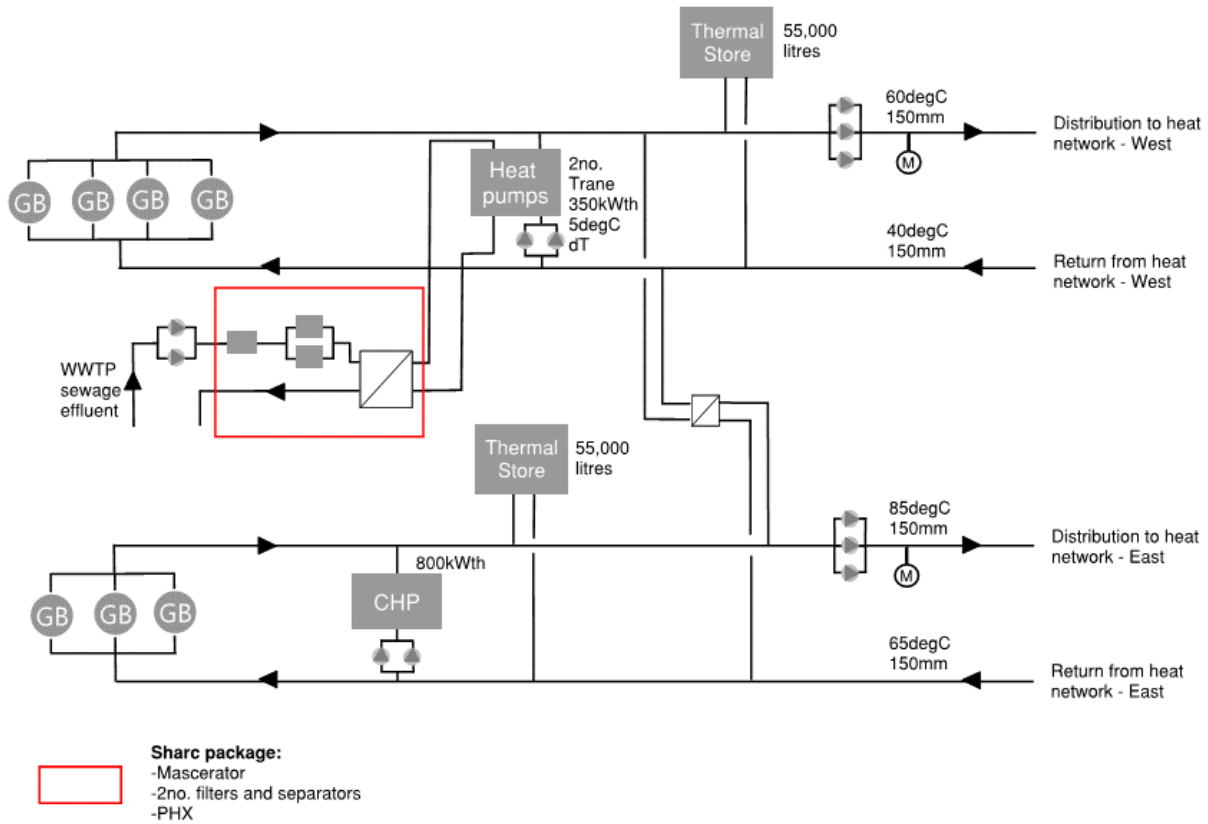 Thermal
Store
55,000
litres
60degC
150mm
Distribution to heat
network - West
M
GB
GB
GB
GB
Heat
pumps
2no.
Trane
350kWth
5degC
dT
40degC
150mm
Return from heat
network - West
WWTP
sewage
effluent
Thermal
Store
55,000
litres
85degC
150mm
Distribution to heat
network - East
M
800kWth
CHP
GB
GB
GB
65degC
150mm
Return from heat
network - East
Sharc package:
-Mascerator
-2no. filters and separators
-PHX